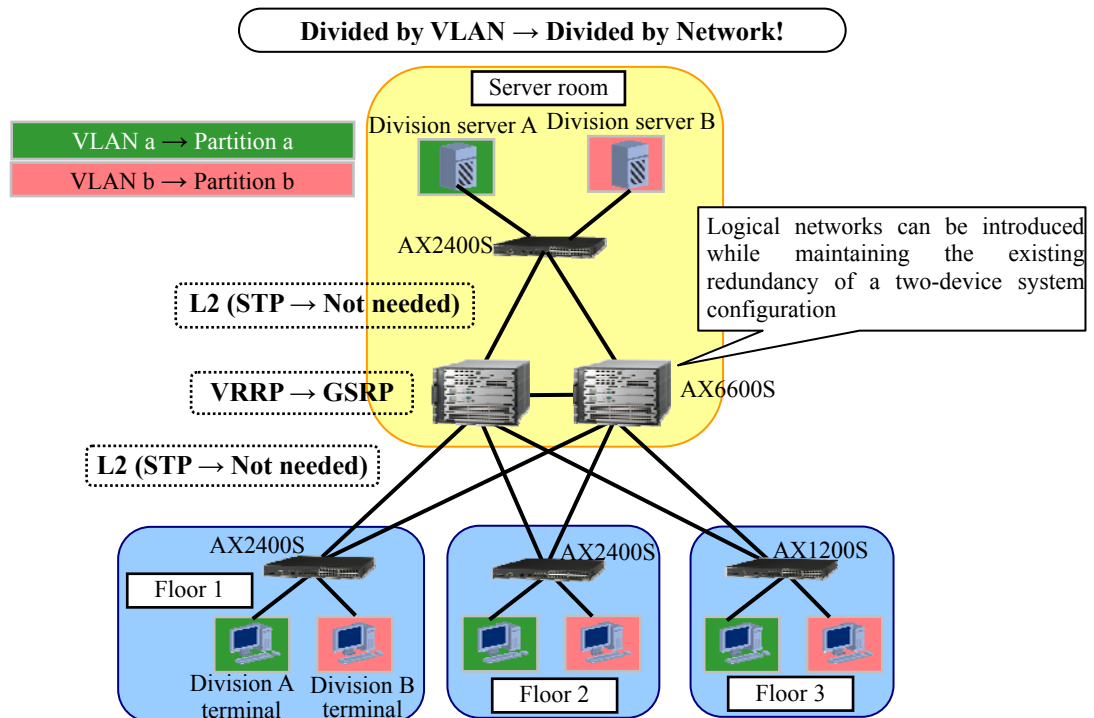 Divided by VLAN → Divided by Network!
Server room
Division server A
Division server B
VLAN a → Partition a
VLAN b → Partition b
AX2400S
Logical networks can be introduced
while maintaining the existing
redundancy of a two-device system
configuration
L2 (STP → Not needed)
VRRP → GSRP
AX6600S
L2 (STP → Not needed)
AX2400S
Floor 1
Division A
terminal
Division B
terminal
AX2400S
Floor 2
AX1200S
Floor 3